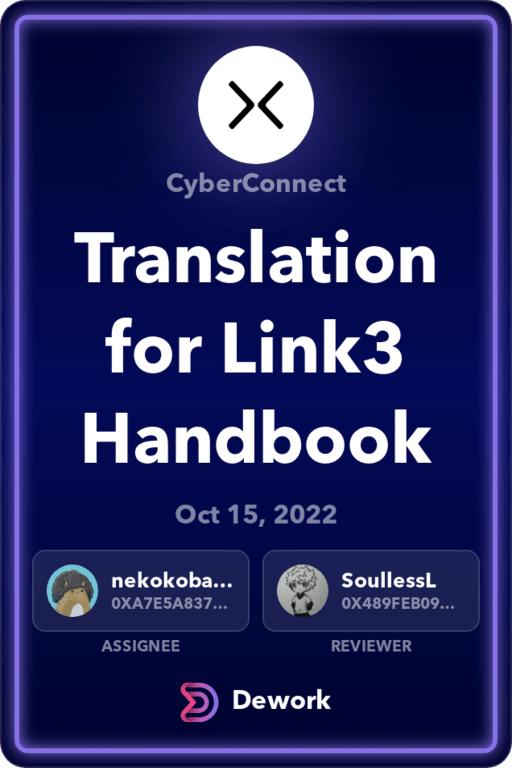 CyberConnect
Translation
for Link3
Handbook
Oct 15, 2022
nekokoba...
0XA7E5A837...
ASSIGNEE
SoullessL
0X489FEB09...
REVIEWER
Dework